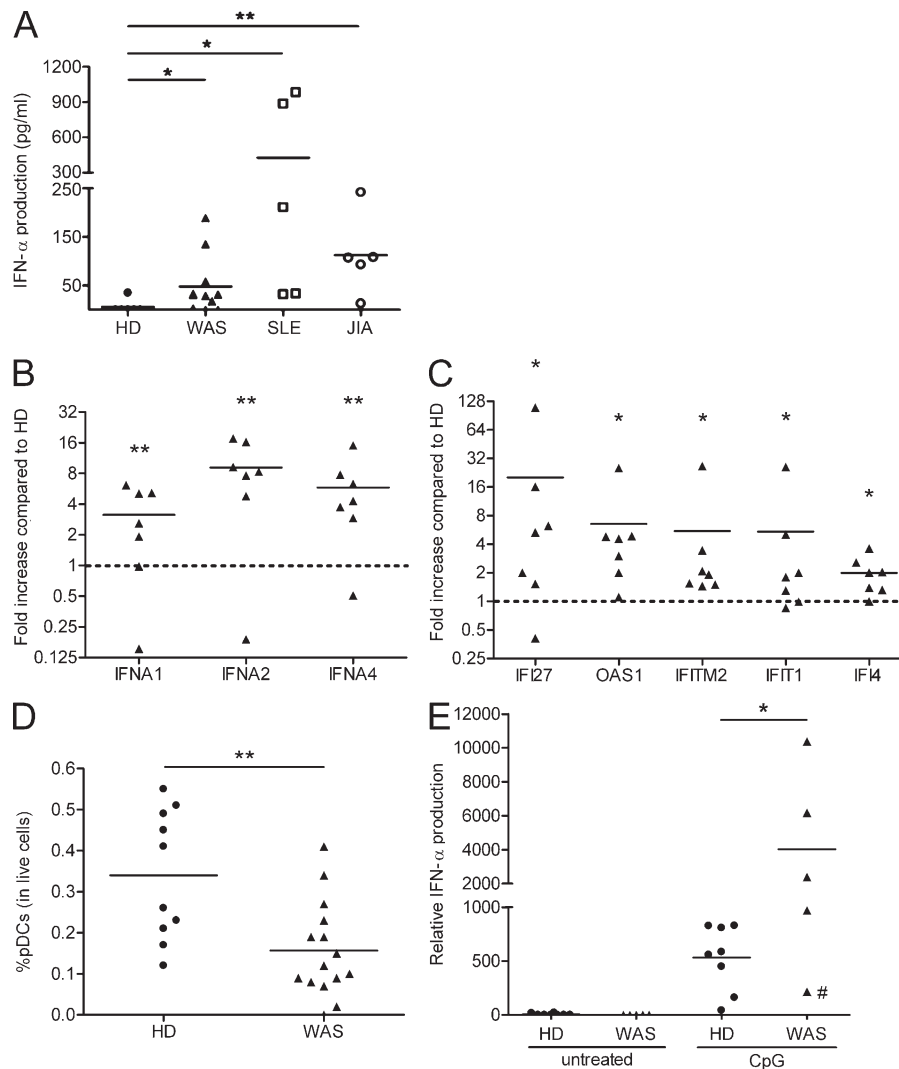 A
**
*
*
IFN-α production (pg/ml)
1200
900
600
300
250
150
50
HD WAS SLE JIA
B
Fold increase compared to HD
** ** **
32
16
8
4
2
1
0.5
0.25
0.125
IFNA1 IFNA2 IFNA4
C
Fold increase compared to HD
* * * * *
128
64
32
16
8
4
2
1
0.5
0.25
IFI27 OAS1 IFITM2 IFIT1 IFI4
D
**
%pDCs (in live cells)
0.6
0.5
0.4
0.3
0.2
0.1
0.0
HD WAS
E
*
Relative IFN-α production
12000
10000
8000
6000
4000
2000
1000
500
0
#
HD WAS HD WAS
untreated CpG